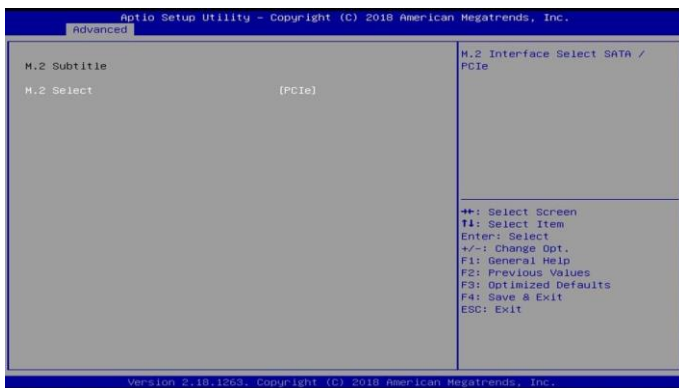 Aptio Setup Utility – Copyright (C) 2018 American Megatrends, Inc.
Advanced
M.2 Subtitle
M.2 Select [PCIe]
M.2 Interface Select SATA /
PCIe
→←: Select Screen
↑↓: Select Item
Enter: Select
+/-: Change Opt.
F1: General Help
F2: Previous Values
F3: Optimized Defaults
F4: Save & Exit
ESC: Exit
Version 2.18.1263. Copyright (C) 2018 American Megatrends, Inc.